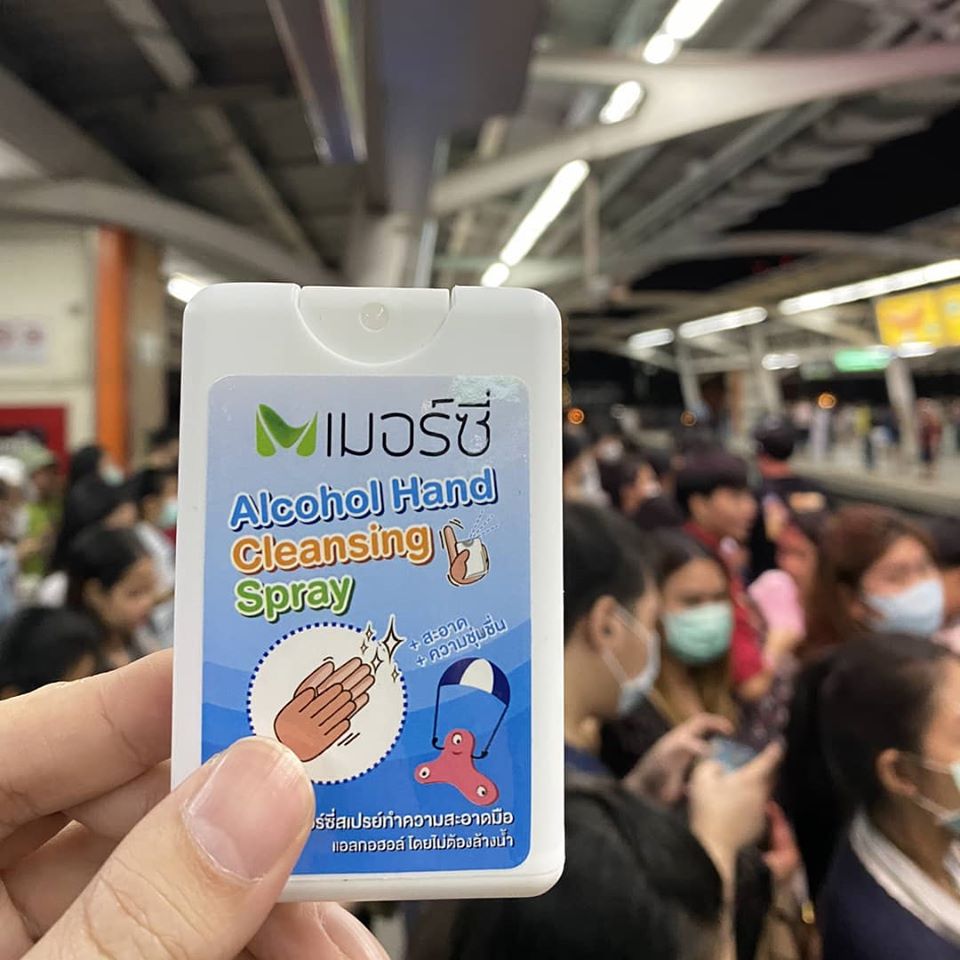 เมอร์ซี่
Alcohol Hand
Cleansing
Spray
+ สะอาด
+ ความชุ่มชื่น
อร์ซี่สเปรย์ทำความสะอาดมือ
แอลกอฮอล์ โดยไม่ต้องล้างน้ำ